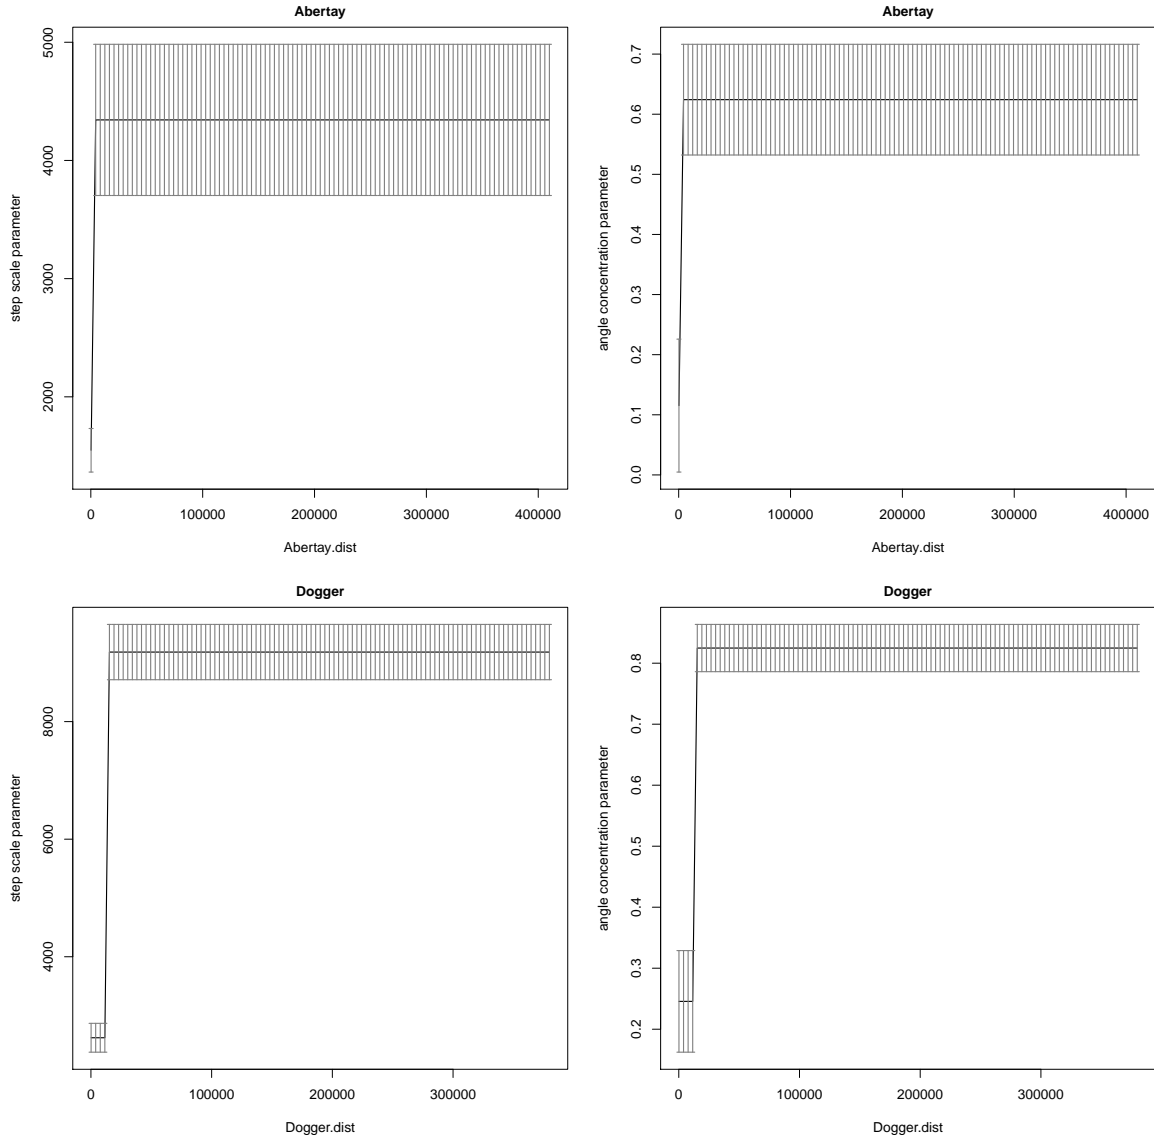 Abertay
step scale parameter
5000
4000
3000
2000
0 100000 200000 300000 400000
Abertay.dist
Abertay
angle concentration parameter
0.7
0.6
0.5
0.4
0.3
0.2
0.1
0.0
0 100000 200000 300000 400000
Abertay.dist
Dogger
step scale parameter
8000
6000
4000
0 100000 200000 300000
Dogger.dist
Dogger
angle concentration parameter
0.8
0.7
0.6
0.5
0.4
0.3
0.2
0 100000 200000 300000
Dogger.dist